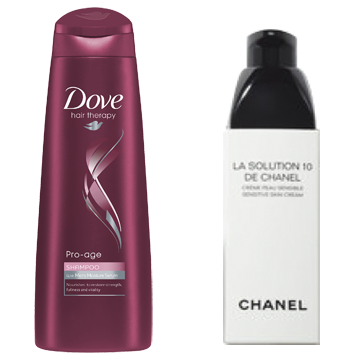 Dove
hair therapy
Pro-age
SHAMPOO
LA SOLUTION 10
DE CHANEL
CRÈME PEAU SENSIBLE
SENSITIVE SKIN CREAM
CHANEL